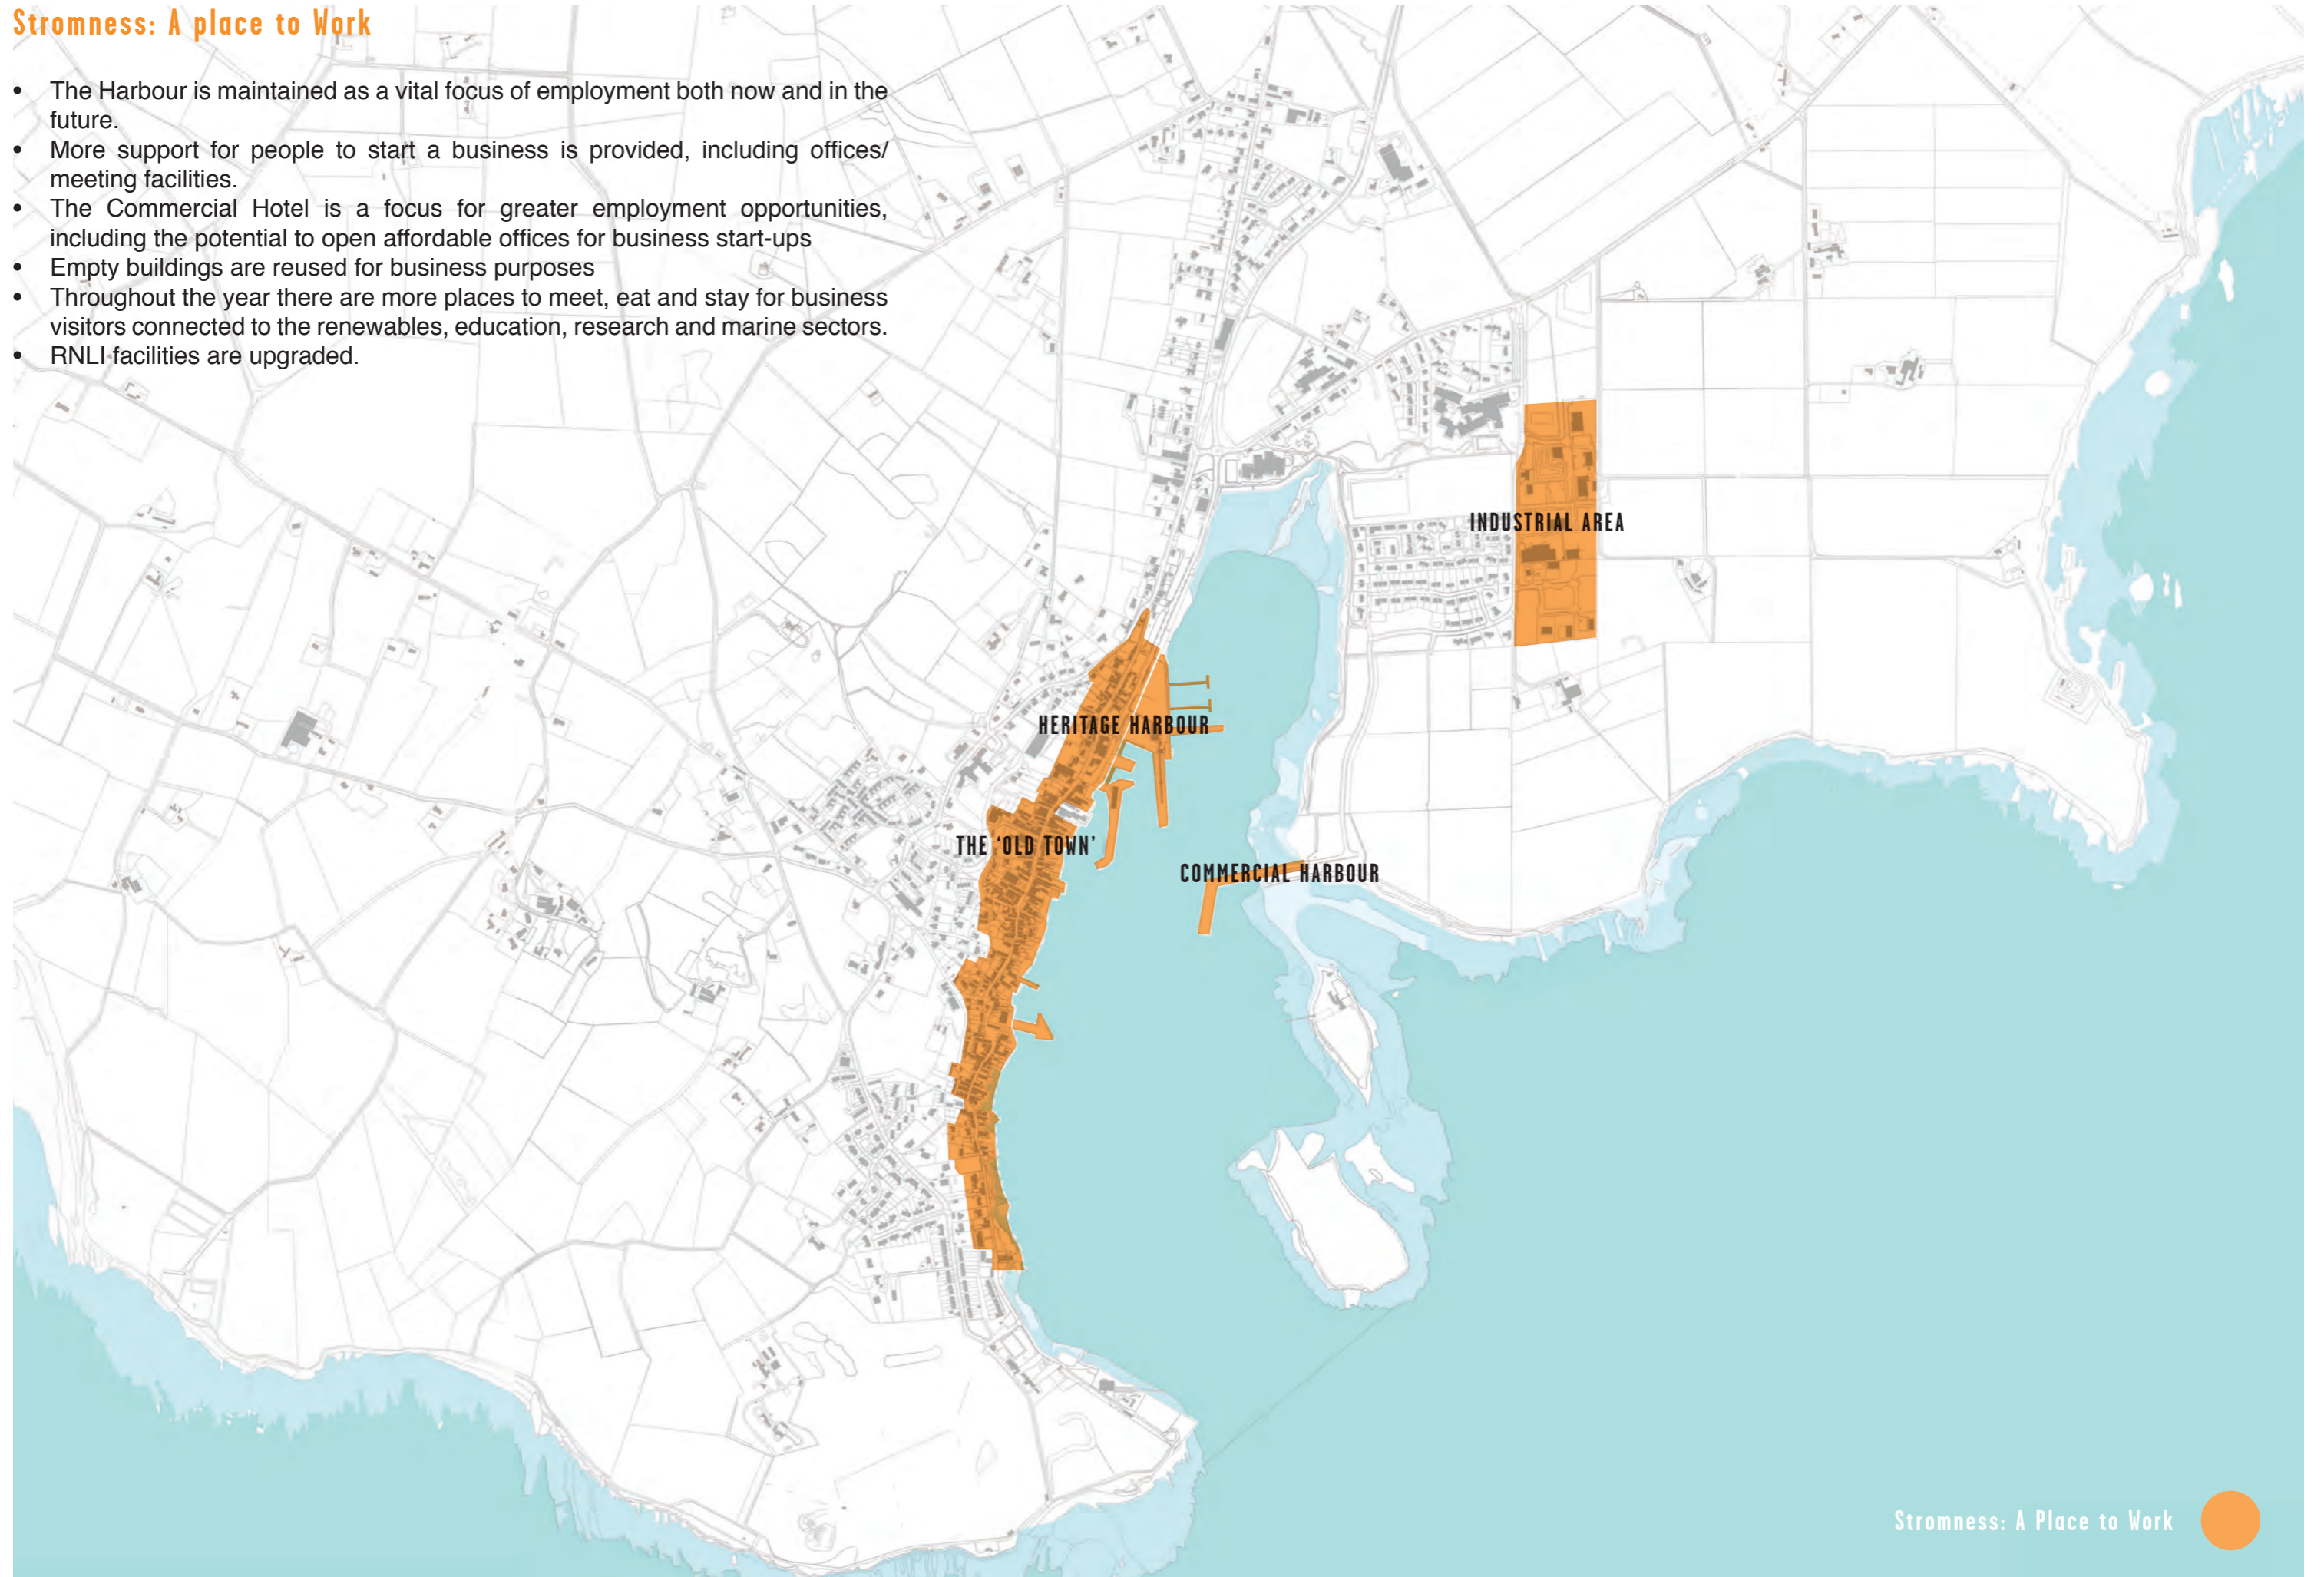 Stromness: A place to Work
• The Harbour is maintained as a vital focus of employment both now and in the
future.
• More support for people to start a business is provided, including offices/
meeting facilities.
• The Commercial Hotel is a focus for greater employment opportunities,
including the potential to open affordable offices for business start-ups
• Empty buildings are reused for business purposes
• Throughout the year there are more places to meet, eat and stay for business
visitors connected to the renewables, education, research and marine sectors.
• RNLI facilities are upgraded.
INDUSTRIAL AREA
HERITAGE HARBOUR
THE ‘OLD TOWN’
COMMERCIAL HARBOUR
Stromness: A Place to Work